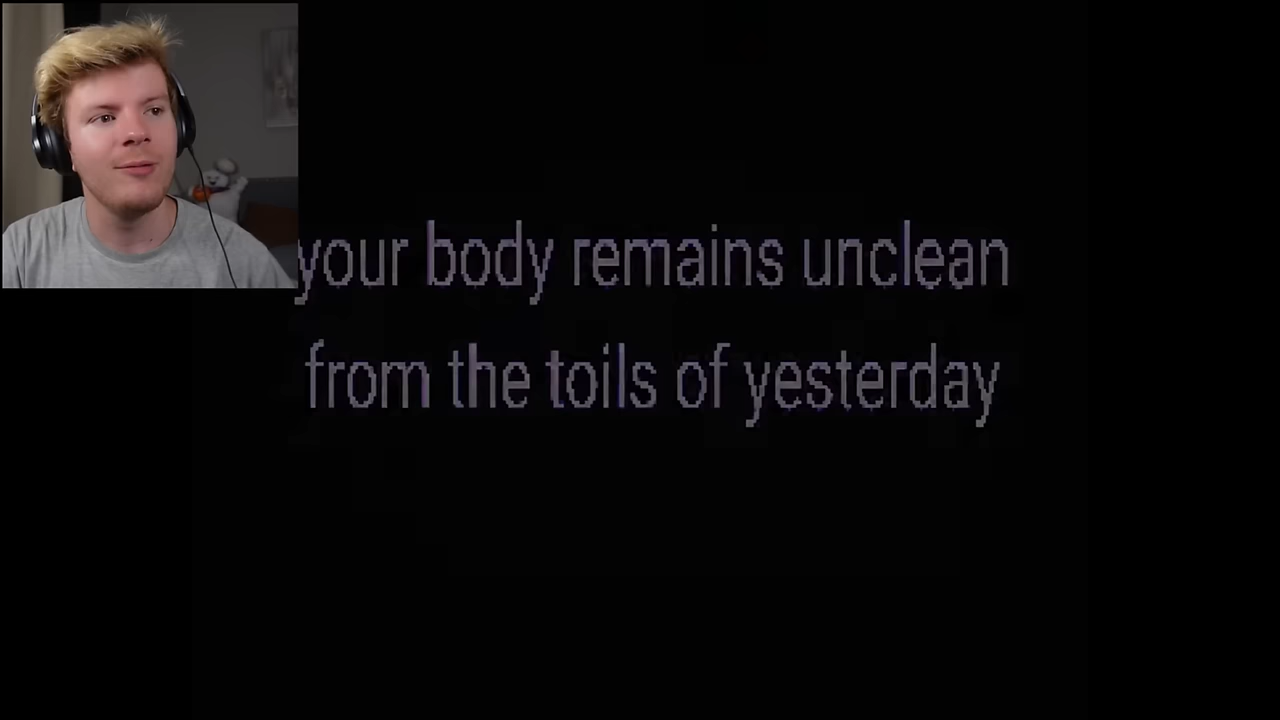 your body remains unclean
from the toils of yesterday